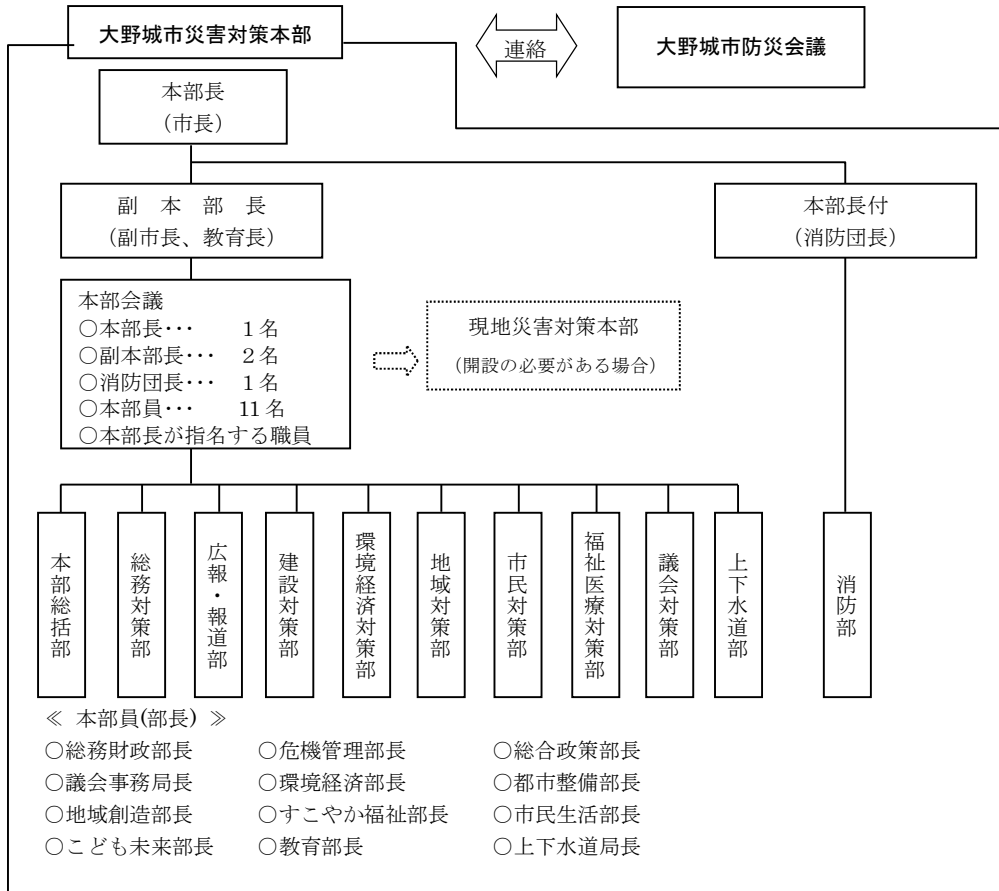 大野城市災害対策本部
連絡
大野城市防災会議
本部長
(市長)
副　本　部　長
(副市長、教育長)
本部長付
(消防団長)
本部会議
○本部長･･･　1名
○副本部長･･･　2名
○消防団長･･･　1名
○本部員･･･　11名
○本部長が指名する職員
現地災害対策本部
(開設の必要がある場合)
本部総括部
総務対策部
広報・報道部
建設対策部
環境経済対策部
地域対策部
市民対策部
福祉医療対策部
議会対策部
上下水道部
消防部
≪ 本部員(部長) ≫
○総務財政部長　○危機管理部長　○総合政策部長
○議会事務局長　○環境経済部長　○都市整備部長
○地域創造部長　○すこやか福祉部長　○市民生活部長
○こども未来部長　○教育部長　○上下水道局長